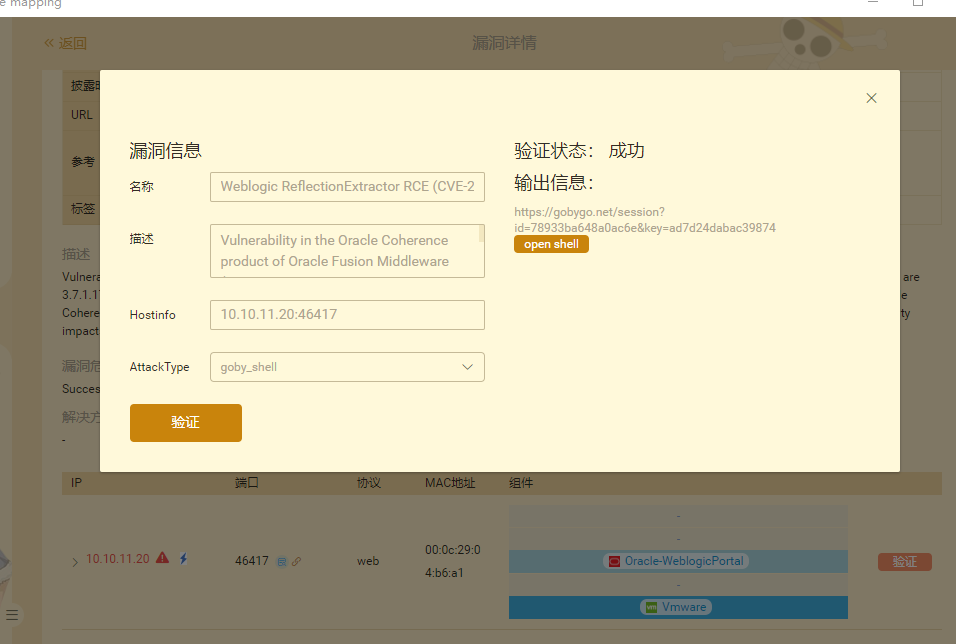 e mapping
« 返回
漏洞详情
披露时
URL
参考
标签
漏洞信息
名称
Weblogic ReflectionExtractor RCE (CVE-2
描述
Vulnerability in the Oracle Coherence
product of Oracle Fusion Middleware
Hostinfo
10.10.11.20:46417
AttackType
goby_shell
验证
验证状态： 成功
输出信息：
https://gobygo.net/session?
id=78933ba648a0ac6e&key=ad7d24dabac39874
open shell
描述
Vulnera
are
3.7.1.1
e
Cohere
ty
impact
漏洞危
Succes
解决方
-
IP 端口 协议 MAC地址 组件
10.10.11.20
46417
web
00:0c:29:0
4:b6:a1
-
-
Oracle-WeblogicPortal
-
vm Vmware
验证